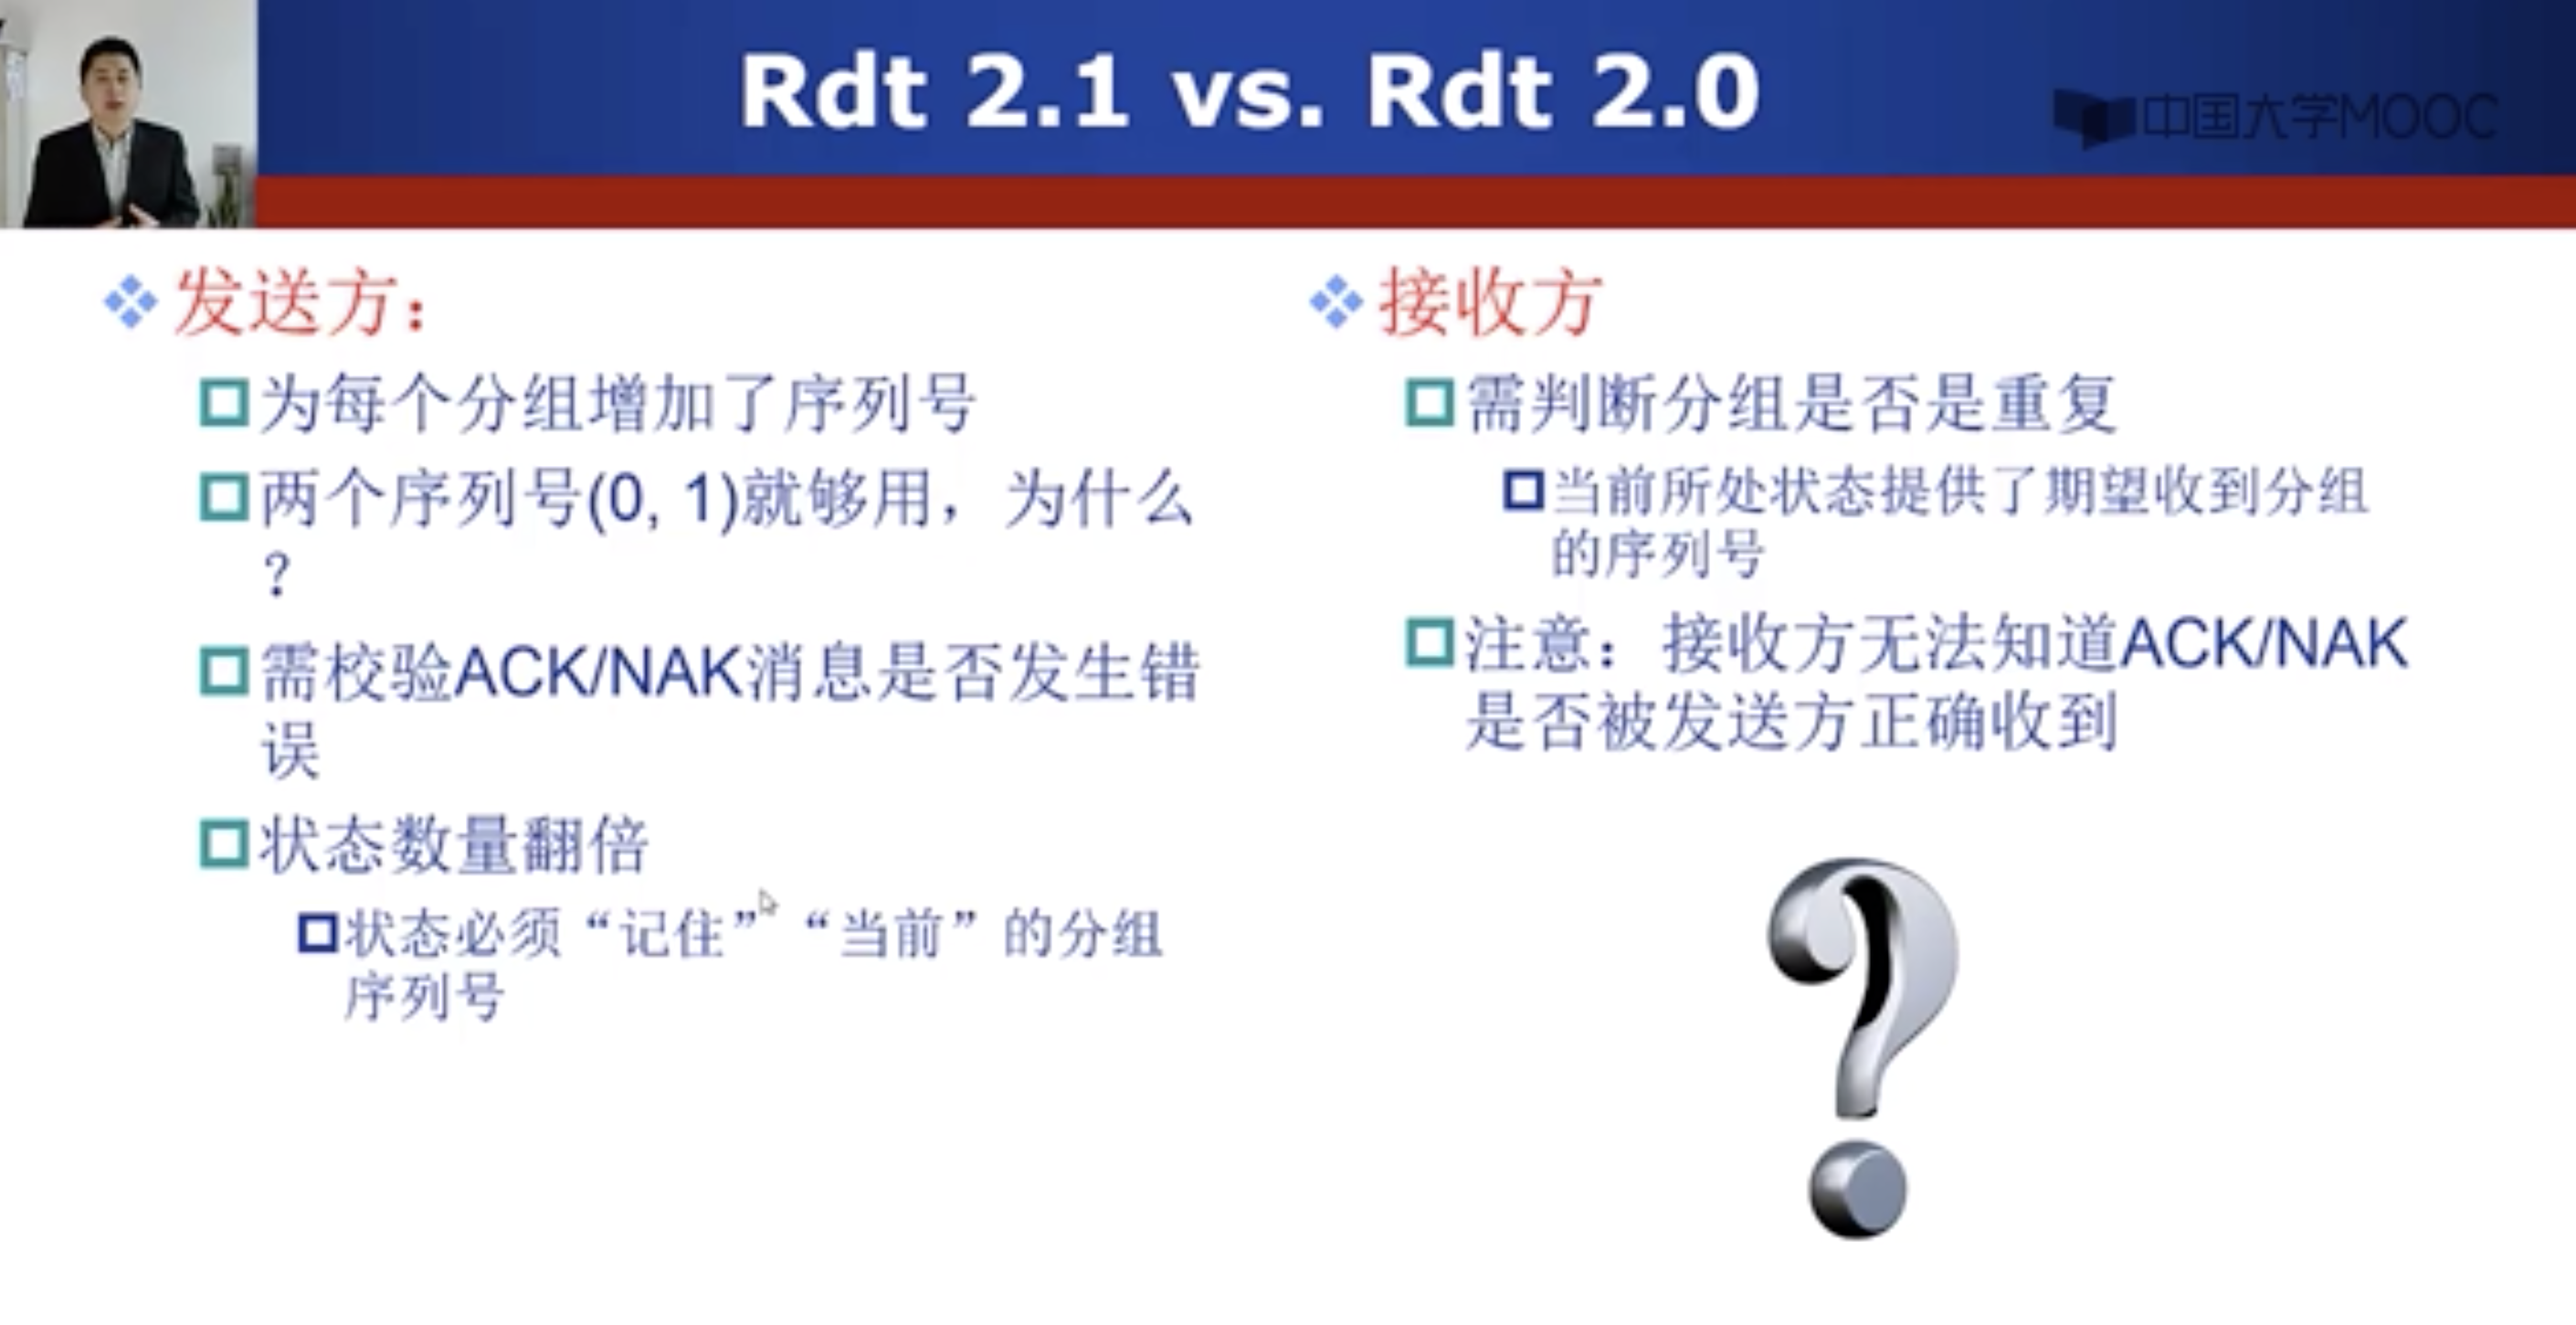 Rdt 2.1 vs. Rdt 2.0
中国大学MOOC
发送方：
为每个分组增加了序列号
两个序列号(0, 1)就够用，为什么
？
需校验ACK/NAK消息是否发生错
误
状态数量翻倍
状态必须“记住”“当前”的分组
序列号
接收方
需判断分组是否是重复
当前所处状态提供了期望收到分组
的序列号
注意：接收方无法知道ACK/NAK
是否被发送方正确收到
?